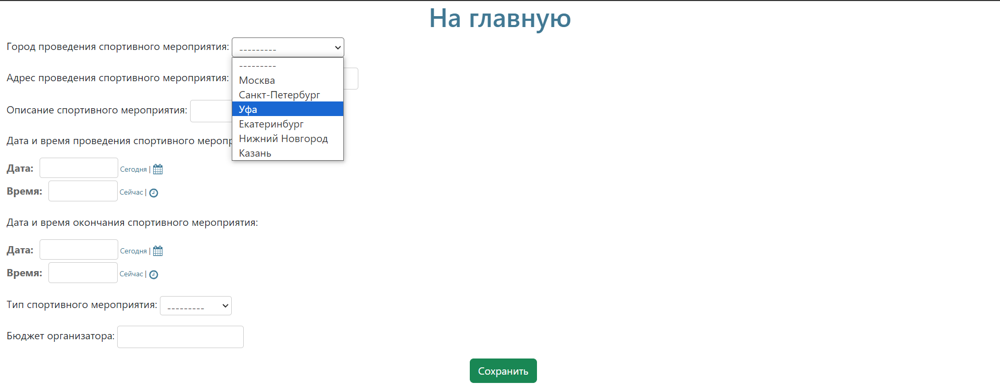 На главную
Город проведения спортивного мероприятия: ---------
---------
Адрес проведения спортивного мероприятия:
Москва
Санкт-Петербург
Описание спортивного мероприятия:
Уфа
Екатеринбург
Нижний Новгород
Дата и время проведения спортивного
Казань
Дата: Сегодня |
Время: Сейчас |
Дата и время окончания спортивного мероприятия:
Дата: Сегодня |
Время: Сейчас |
Тип спортивного мероприятия: ---------
Бюджет организатора:
Сохранить